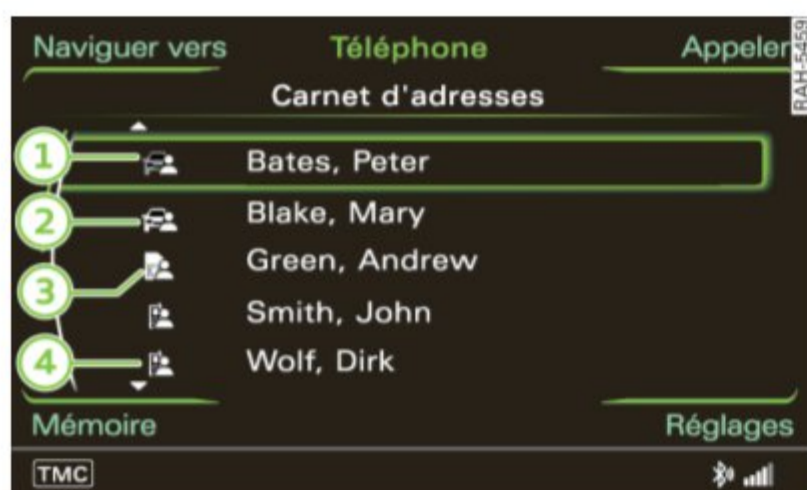 Naviguer vers Téléphone Appeler
RAH-5459
Carnet d'adresses
1 Bates, Peter
2 Blake, Mary
3 Green, Andrew
Smith, John
4 Wolf, Dirk
Mémoire Réglages
TMC